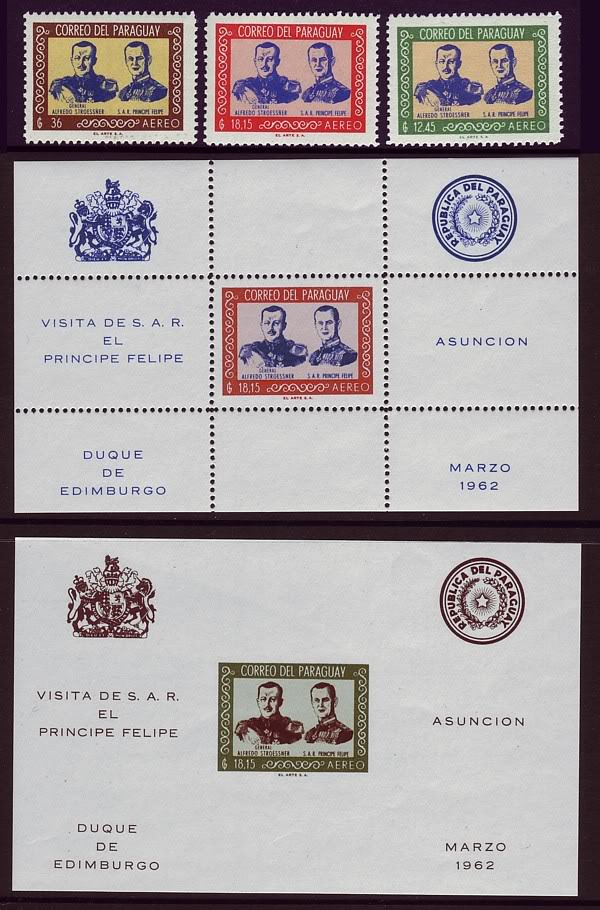 CORREO DEL PARAGUAY
GENERAL
ALFREDO STROESSNER S.A.R. PRINCIPE FELIPE
₲ 36 AEREO
EL ARTE S.A.
CORREO DEL PARAGUAY
GENERAL
ALFREDO STROESSNER S.A.R. PRINCIPE FELIPE
₲ 18,15 AEREO
EL ARTE S.A.
CORREO DEL PARAGUAY
GENERAL
ALFREDO STROESSNER S.A.R. PRINCIPE FELIPE
₲ 12.45 AEREO
EL ARTE S.A.
REPUBLICA DEL PARAGUAY
VISITA DE S. A. R.
EL
PRINCIPE FELIPE
CORREO DEL PARAGUAY
GENERAL
ALFREDO STROESSNER S.A.R. PRINCIPE FELIPE
₲ 18,15 AEREO
EL ARTE S.A.
ASUNCION
DUQUE
DE
EDIMBURGO
MARZO
1962
REPUBLICA DEL PARAGUAY
VISITA DE S. A. R.
EL
PRINCIPE FELIPE
CORREO DEL PARAGUAY
GENERAL
ALFREDO STROESSNER S.A.R. PRINCIPE FELIPE
₲ 18,15 AEREO
EL ARTE S.A.
ASUNCION
DUQUE
DE
EDIMBURGO
MARZO
1962